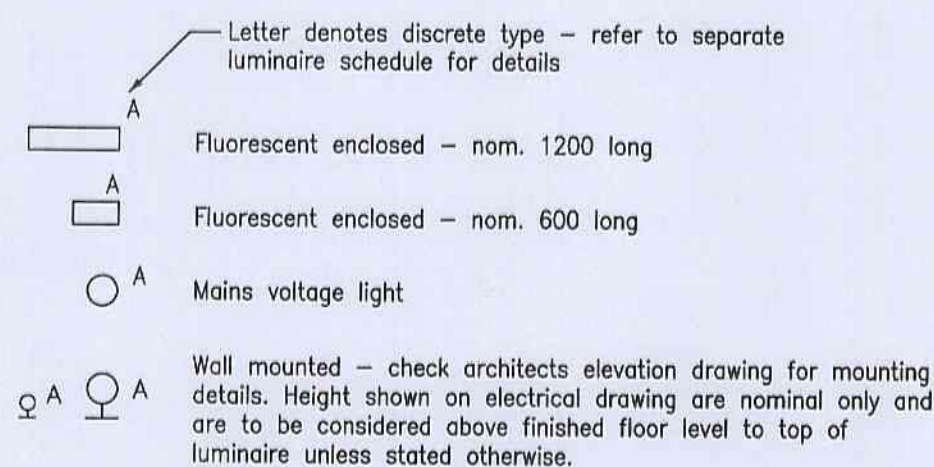 Letter denotes discrete type – refer to separate
luminaire schedule for details
A
Fluorescent enclosed – nom. 1200 long
A
Fluorescent enclosed – nom. 600 long
A
Mains voltage light
A A
Wall mounted – check architects elevation drawing for mounting
details. Height shown on electrical drawing are nominal only and
are to be considered above finished floor level to top of
luminaire unless stated otherwise.